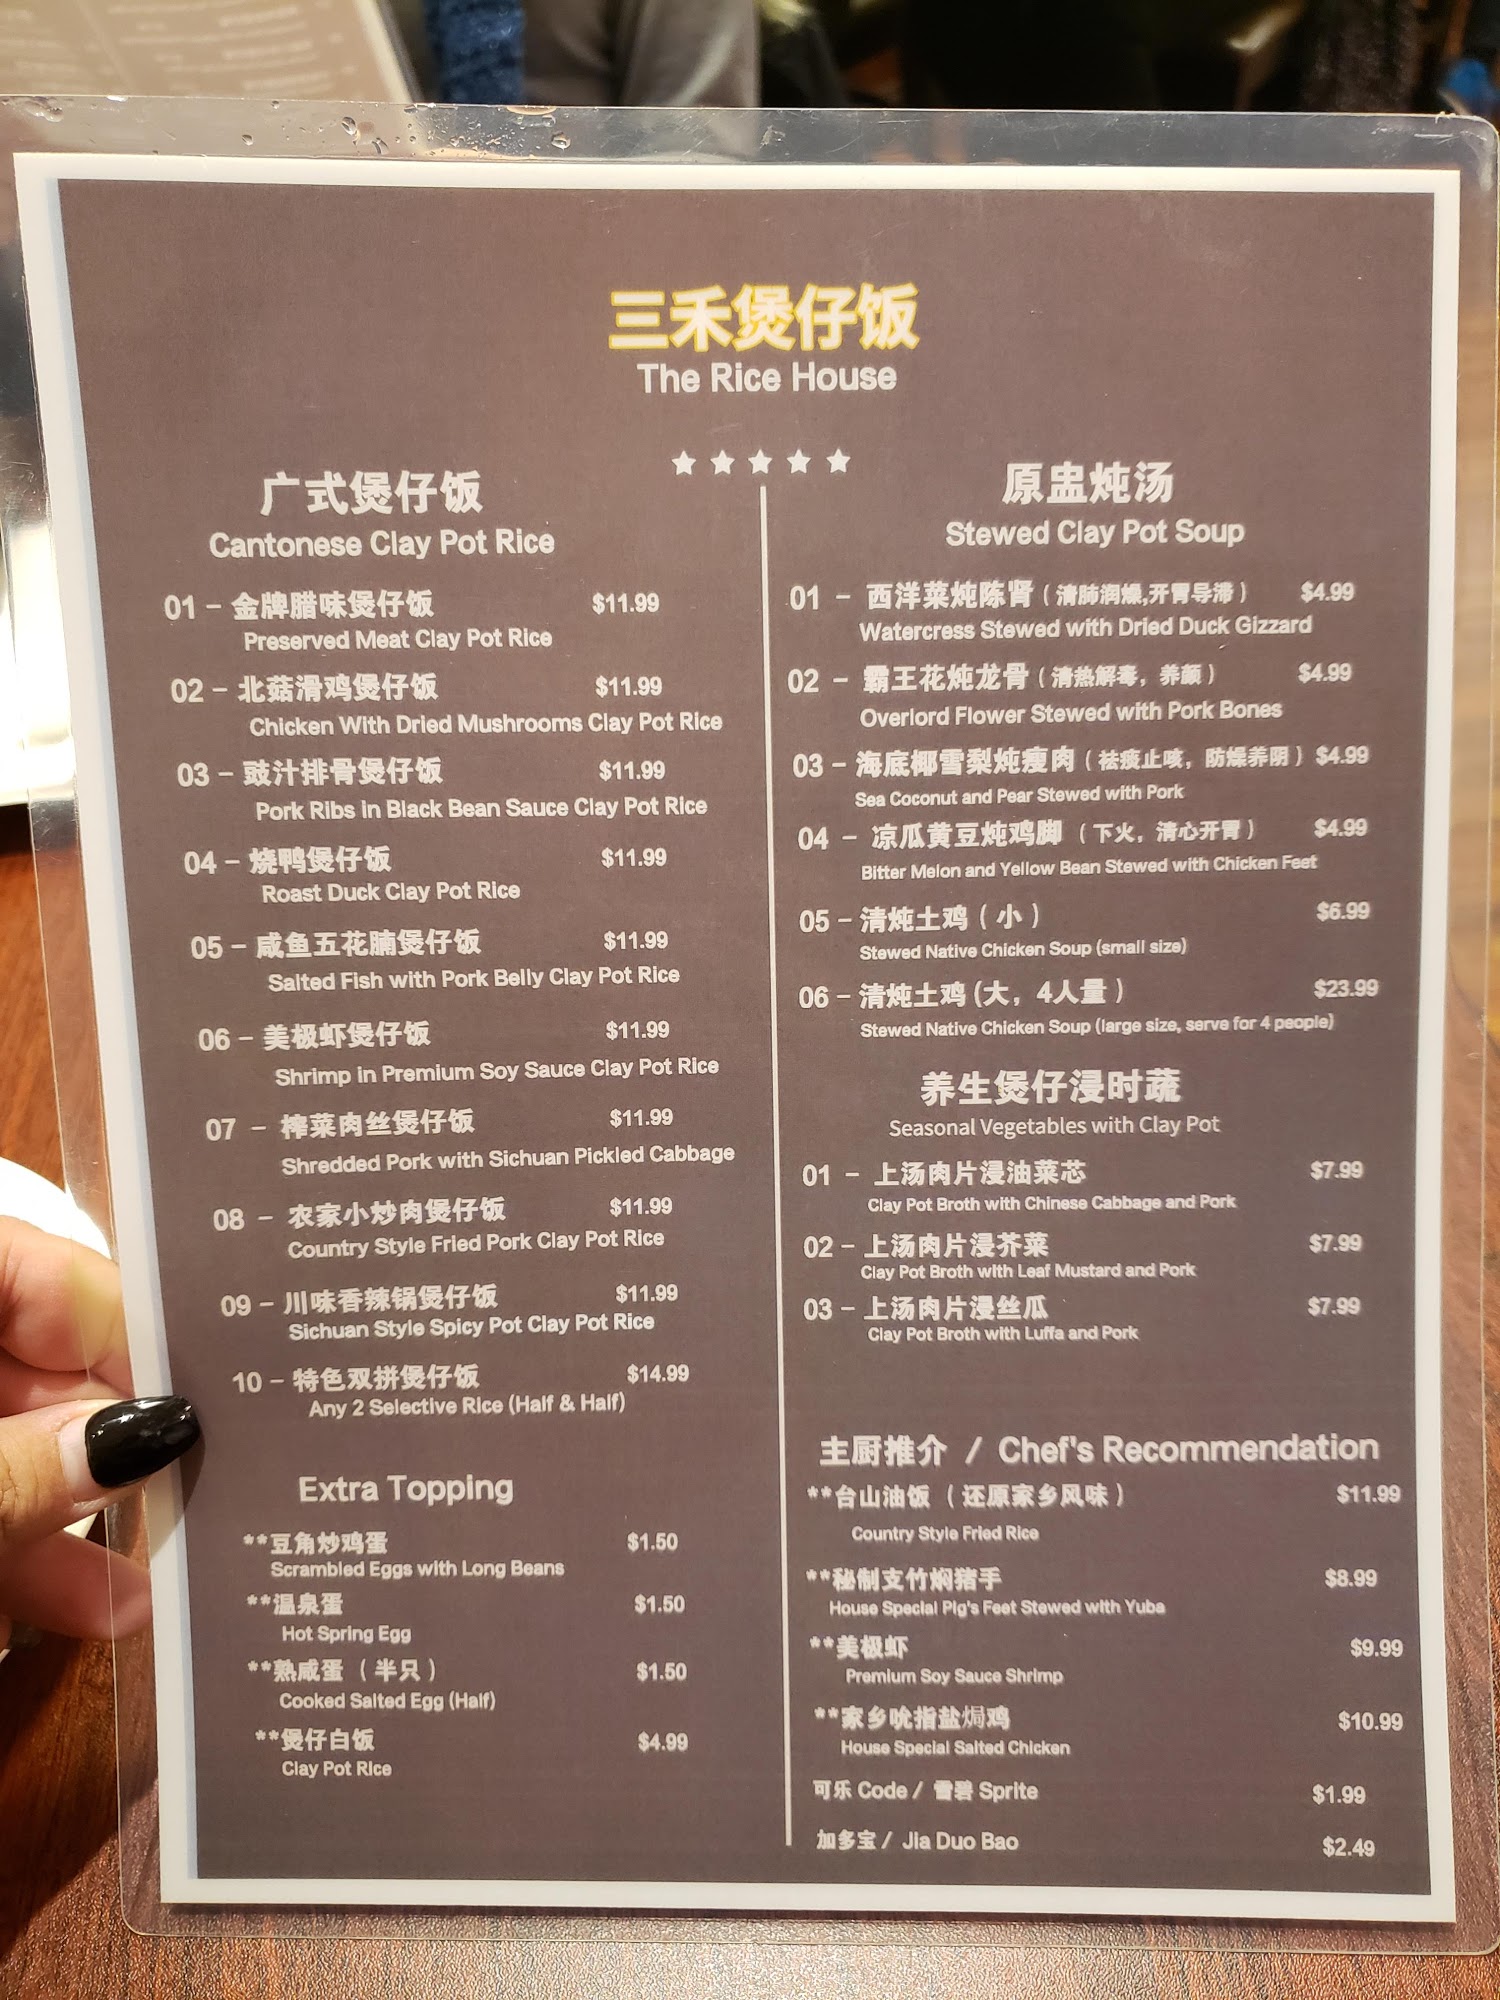 三禾煲仔饭
The Rice House
广式煲仔饭
Cantonese Clay Pot Rice
01 – 金牌腊味煲仔饭 $11.99
Preserved Meat Clay Pot Rice
02 – 北菇滑鸡煲仔饭 $11.99
Chicken With Dried Mushrooms Clay Pot Rice
03 – 豉汁排骨煲仔饭 $11.99
Pork Ribs in Black Bean Sauce Clay Pot Rice
04 – 烧鸭煲仔饭 $11.99
Roast Duck Clay Pot Rice
05 – 咸鱼五花腩煲仔饭 $11.99
Salted Fish with Pork Belly Clay Pot Rice
06 – 美极虾煲仔饭 $11.99
Shrimp in Premium Soy Sauce Clay Pot Rice
07 – 榨菜肉丝煲仔饭 $11.99
Shredded Pork with Sichuan Pickled Cabbage
08 – 农家小炒肉煲仔饭 $11.99
Country Style Fried Pork Clay Pot Rice
09 – 川味香辣锅煲仔饭 $11.99
Sichuan Style Spicy Pot Clay Pot Rice
10 – 特色双拼煲仔饭 $14.99
Any 2 Selective Rice (Half & Half)
Extra Topping
**豆角炒鸡蛋 $1.50
Scrambled Eggs with Long Beans
**温泉蛋 $1.50
Hot Spring Egg
**熟咸蛋（半只） $1.50
Cooked Salted Egg (Half)
**煲仔白饭 $4.99
Clay Pot Rice
原盅炖汤
Stewed Clay Pot Soup
01 – 西洋菜炖陈肾（清肺润燥,开胃导滞） $4.99
Watercress Stewed with Dried Duck Gizzard
02 – 霸王花炖龙骨（清热解毒，养颜） $4.99
Overlord Flower Stewed with Pork Bones
03 – 海底椰雪梨炖瘦肉（祛痰止咳，防燥养阴） $4.99
Sea Coconut and Pear Stewed with Pork
04 – 凉瓜黄豆炖鸡脚（下火，清心开胃） $4.99
Bitter Melon and Yellow Bean Stewed with Chicken Feet
05 – 清炖土鸡（小） $6.99
Stewed Native Chicken Soup (small size)
06 – 清炖土鸡 (大，4人量） $23.99
Stewed Native Chicken Soup (large size, serve for 4 people)
养生煲仔浸时蔬
Seasonal Vegetables with Clay Pot
01 – 上汤肉片浸油菜芯 $7.99
Clay Pot Broth with Chinese Cabbage and Pork
02 – 上汤肉片浸芥菜 $7.99
Clay Pot Broth with Leaf Mustard and Pork
03 – 上汤肉片浸丝瓜 $7.99
Clay Pot Broth with Luffa and Pork
主厨推介 / Chef's Recommendation
**台山油饭（还原家乡风味） $11.99
Country Style Fried Rice
**秘制支竹焖猪手 $8.99
House Special Pig's Feet Stewed with Yuba
**美极虾 $9.99
Premium Soy Sauce Shrimp
**家乡吮指盐焗鸡 $10.99
House Special Salted Chicken
可乐 Code / 雪碧 Sprite $1.99
加多宝 / Jia Duo Bao $2.49